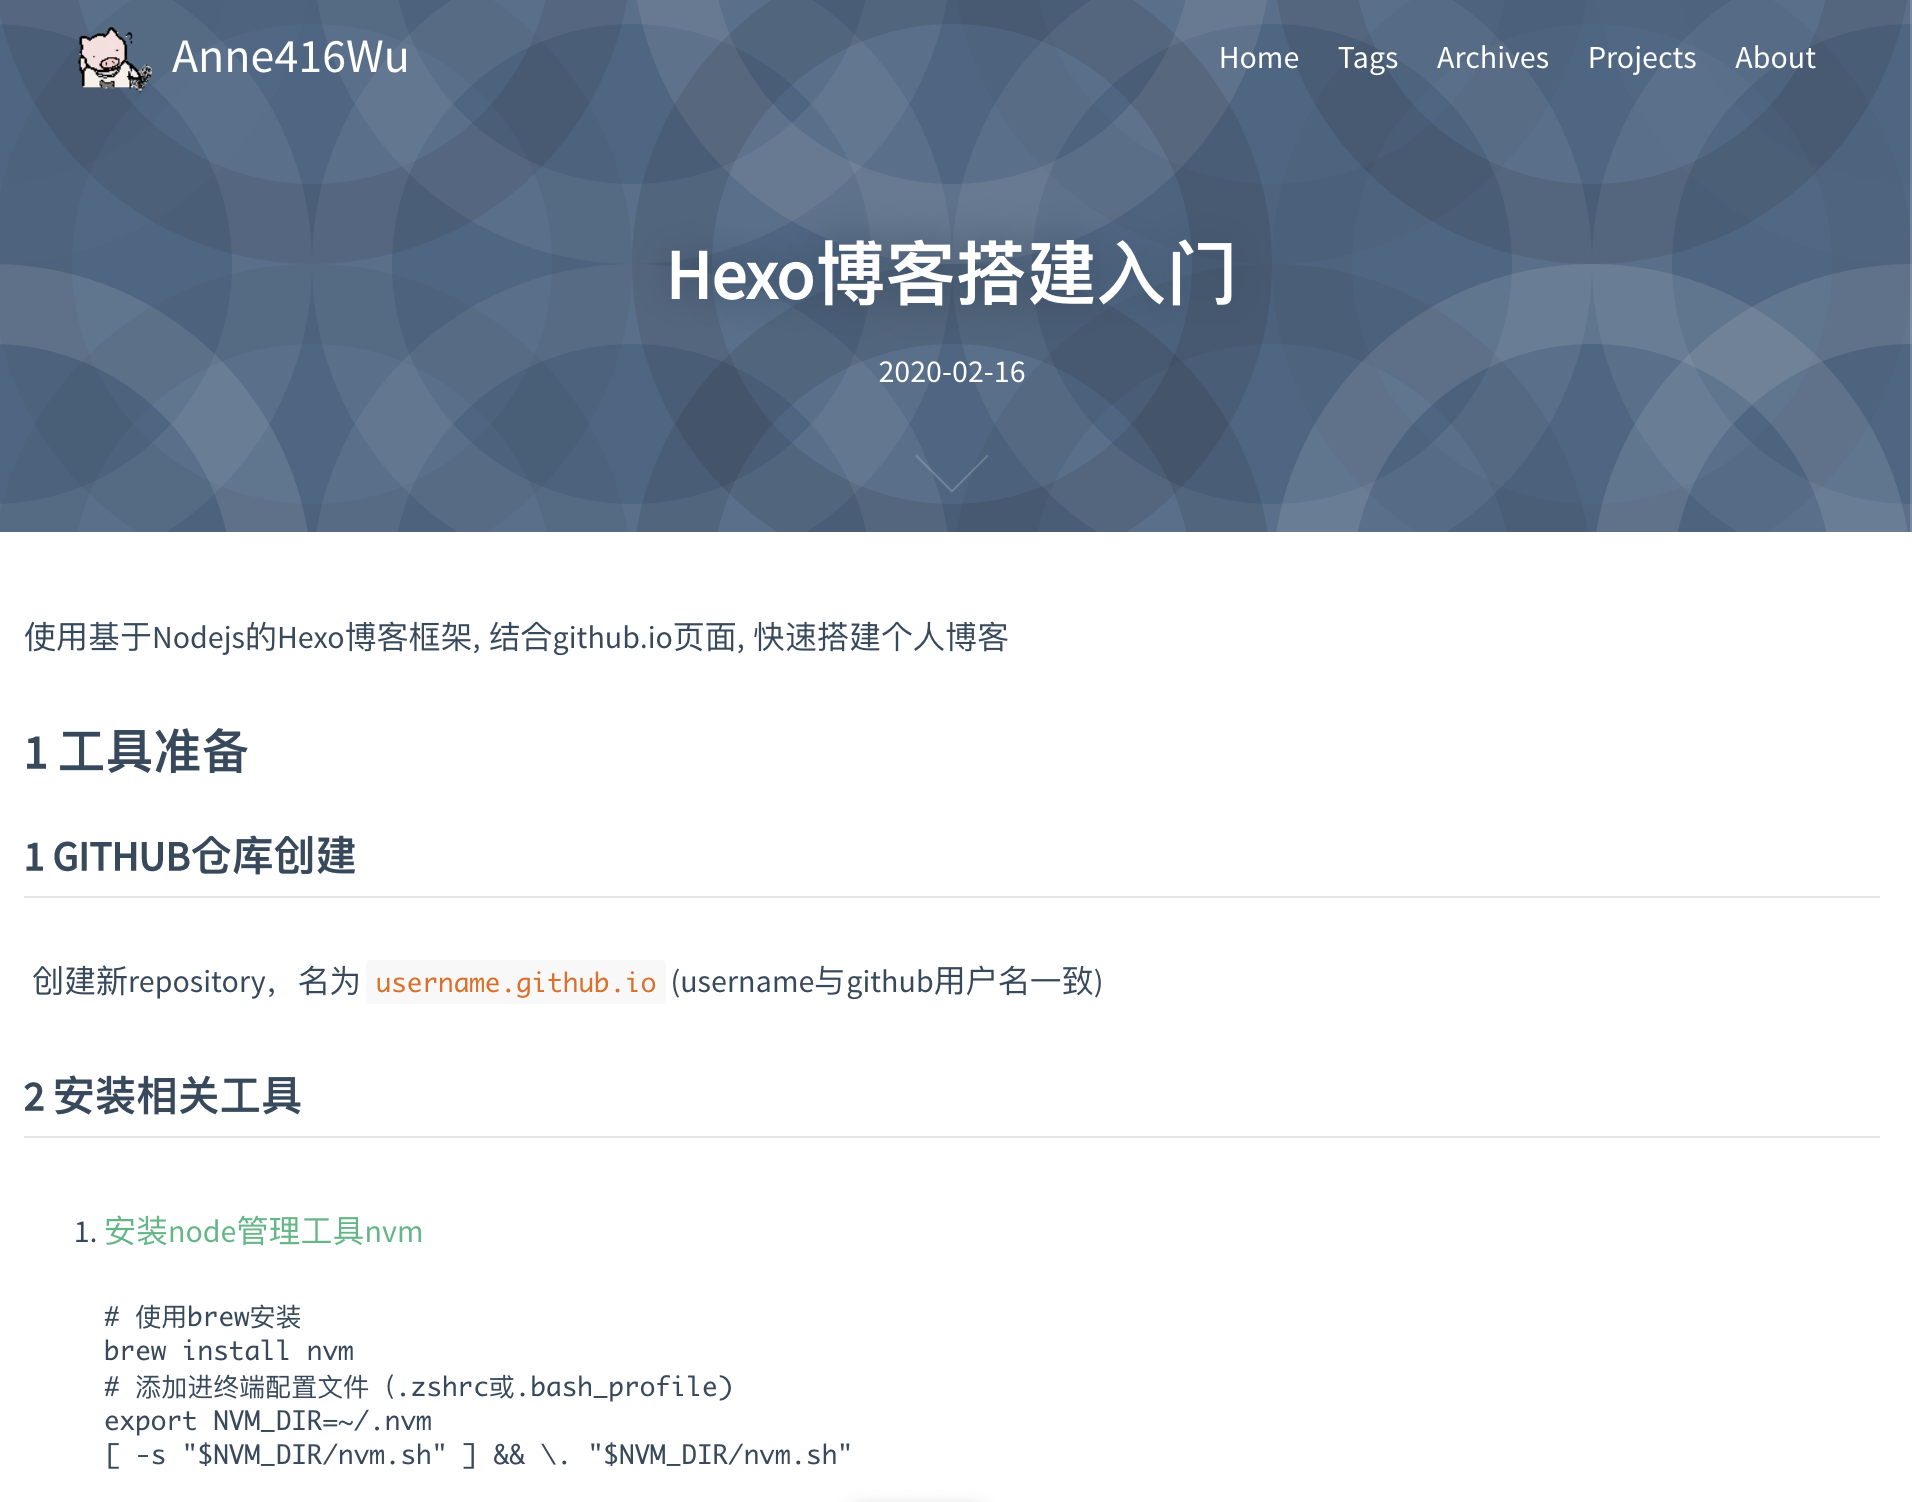 Anne416Wu
Home Tags Archives Projects About
Hexo博客搭建入门
2020-02-16
使用基于Nodejs的Hexo博客框架, 结合github.io页面, 快速搭建个人博客
1 工具准备
1 GITHUB仓库创建
创建新repository，名为 username.github.io (username与github用户名一致)
2 安装相关工具
1. 安装node管理工具nvm
# 使用brew安装
brew install nvm
# 添加进终端配置文件（.zshrc或.bash_profile）
export NVM_DIR=~/.nvm
[ -s "$NVM_DIR/nvm.sh" ] && \. "$NVM_DIR/nvm.sh"